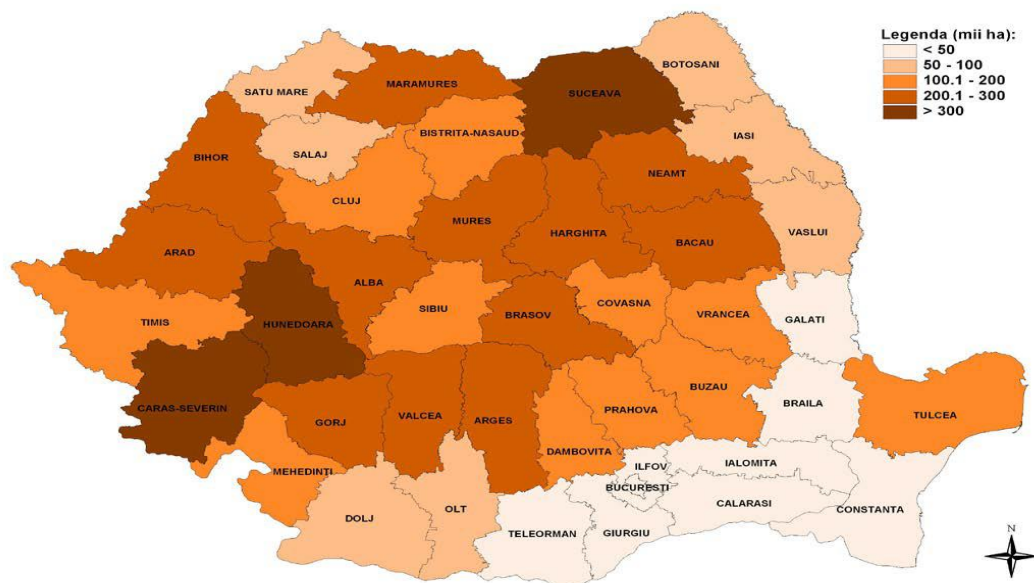 Legenda (mii ha):
< 50
50 - 100
100.1 - 200
200.1 - 300
> 300
BOTOSANI
SATU MARE
MARAMURES
SUCEAVA
BISTRITA-NASAUD
IASI
SALAJ
BIHOR
NEAMT
CLUJ
MURES
HARGHITA
VASLUI
BACAU
ARAD
ALBA
COVASNA
SIBIU
BRASOV
VRANCEA
GALATI
TIMIS
HUNEDOARA
BUZAU
BRAILA
CARAS-SEVERIN
PRAHOVA
TULCEA
GORJ
VALCEA
ARGES
DAMBOVITA
ILFOV
IALOMITA
MEHEDINTI
BUCURESTI
CALARASI
CONSTANTA
OLT
DOLJ
TELEORMAN
GIURGIU
N